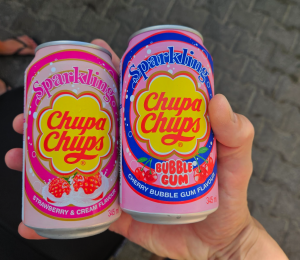 Sparkling
Chupa
Chups
STRAWBERRY & CREAM FLAVOUR
Sparkling
Chupa
Chups
BUBBLE
GUM
CHERRY BUBBLE GUM FLAVOUR